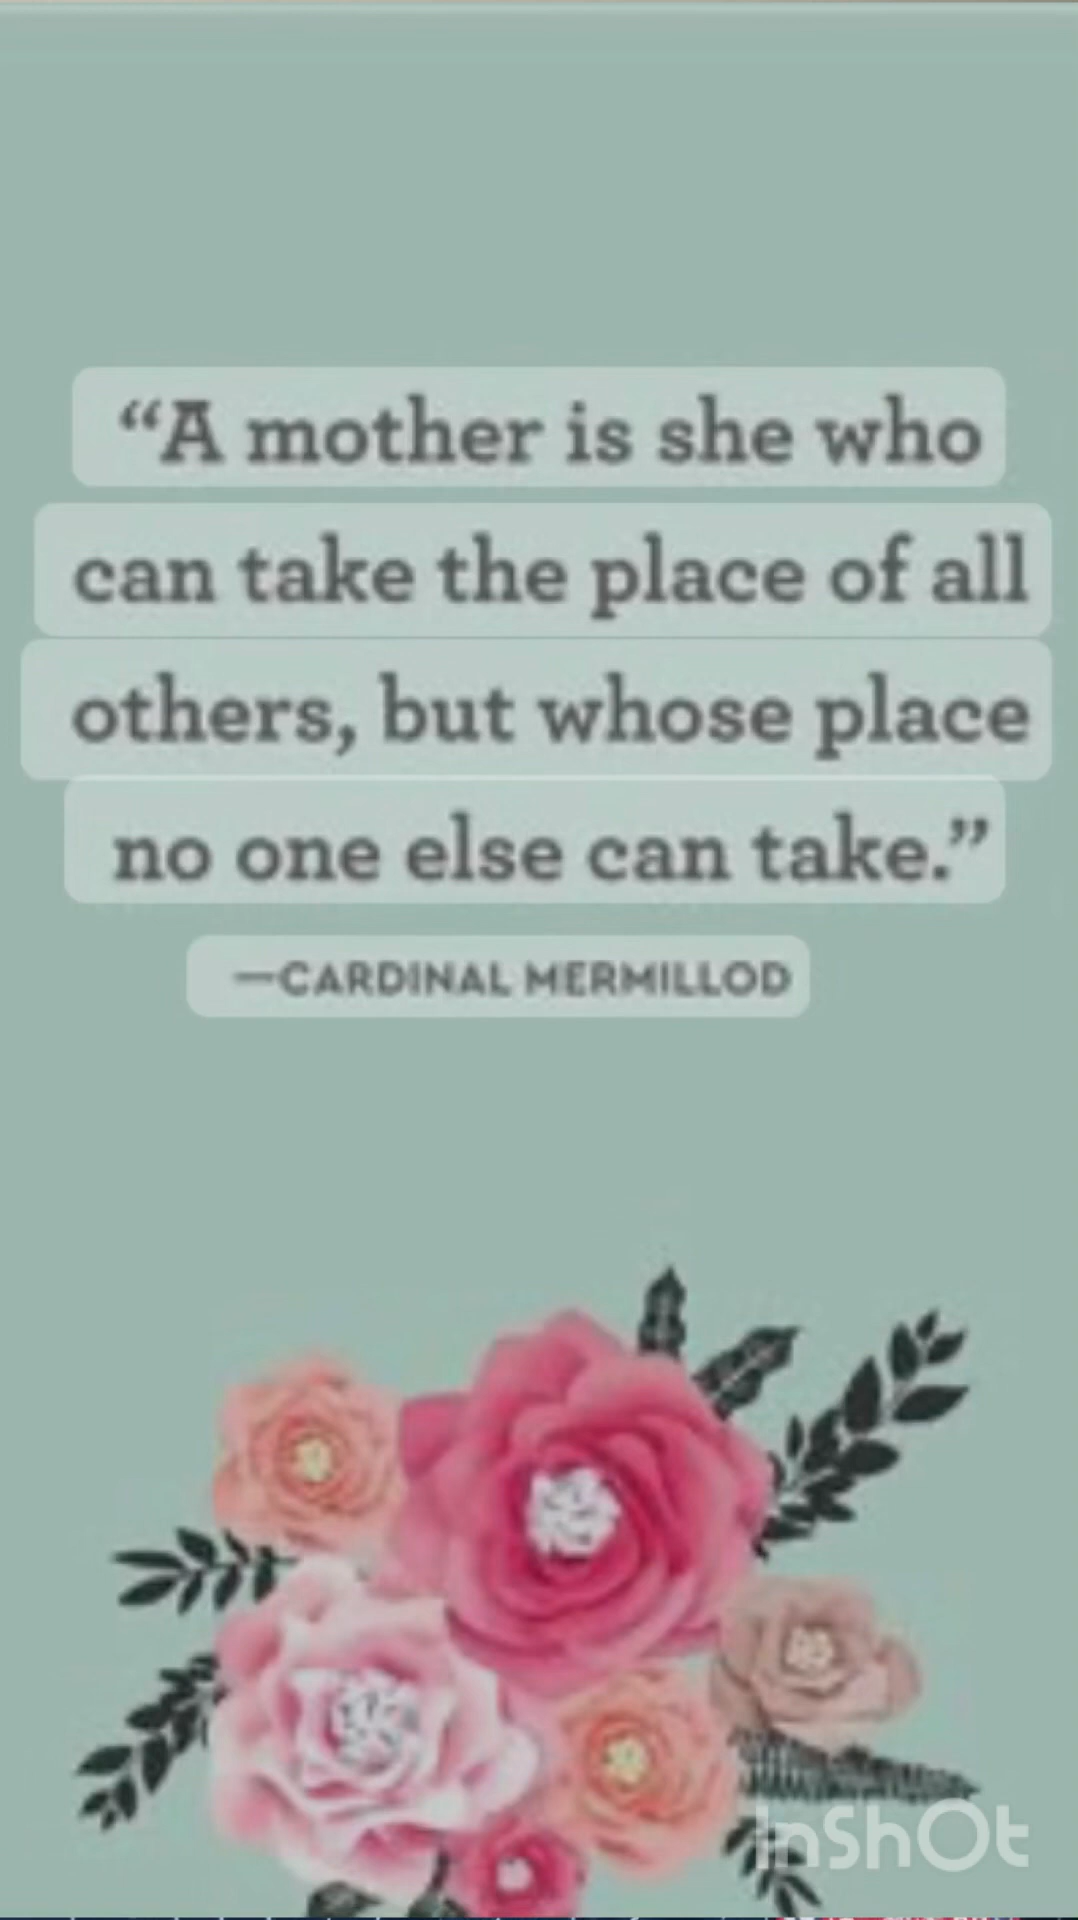 “A mother is she who
can take the place of all
others, but whose place
no one else can take.”
—CARDINAL MERMILLOD
InShOt